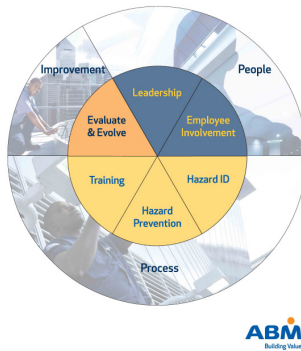 Improvement
People
Leadership
Evaluate
& Evolve
Employee
Involvement
Training
Hazard ID
Hazard
Prevention
Process
ABM
Building Value